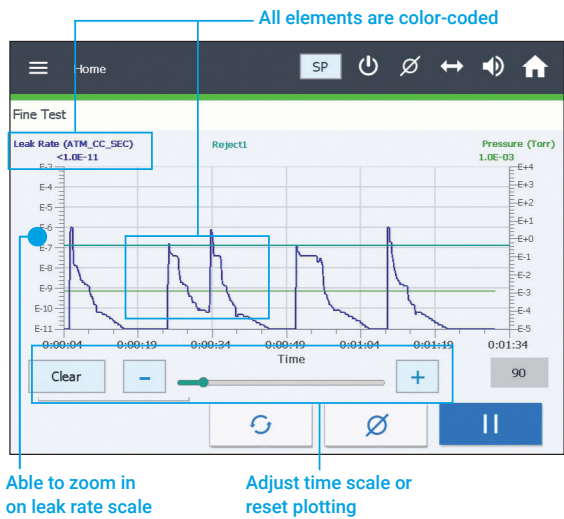 All elements are color-coded
Home
SP
Fine Test
Leak Rate (ATM_CC_SEC)
<1.0E-11
Reject1
Pressure (Torr)
1.0E-03
E-3
E-4
E-5
E-6
E-7
E-8
E-9
E-10
E-11
E+4
E+3
E+2
E+1
E+0
E-1
E-2
E-3
E-4
E-5
0:00:04 0:00:19 0:00:34 0:00:49 0:01:04 0:01:19 0:01:34
Time
Clear
-
+
90
Able to zoom in
on leak rate scale
Adjust time scale or
reset plotting